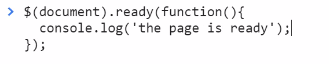 > $(document).ready(function(){
console.log('the page is ready');
});